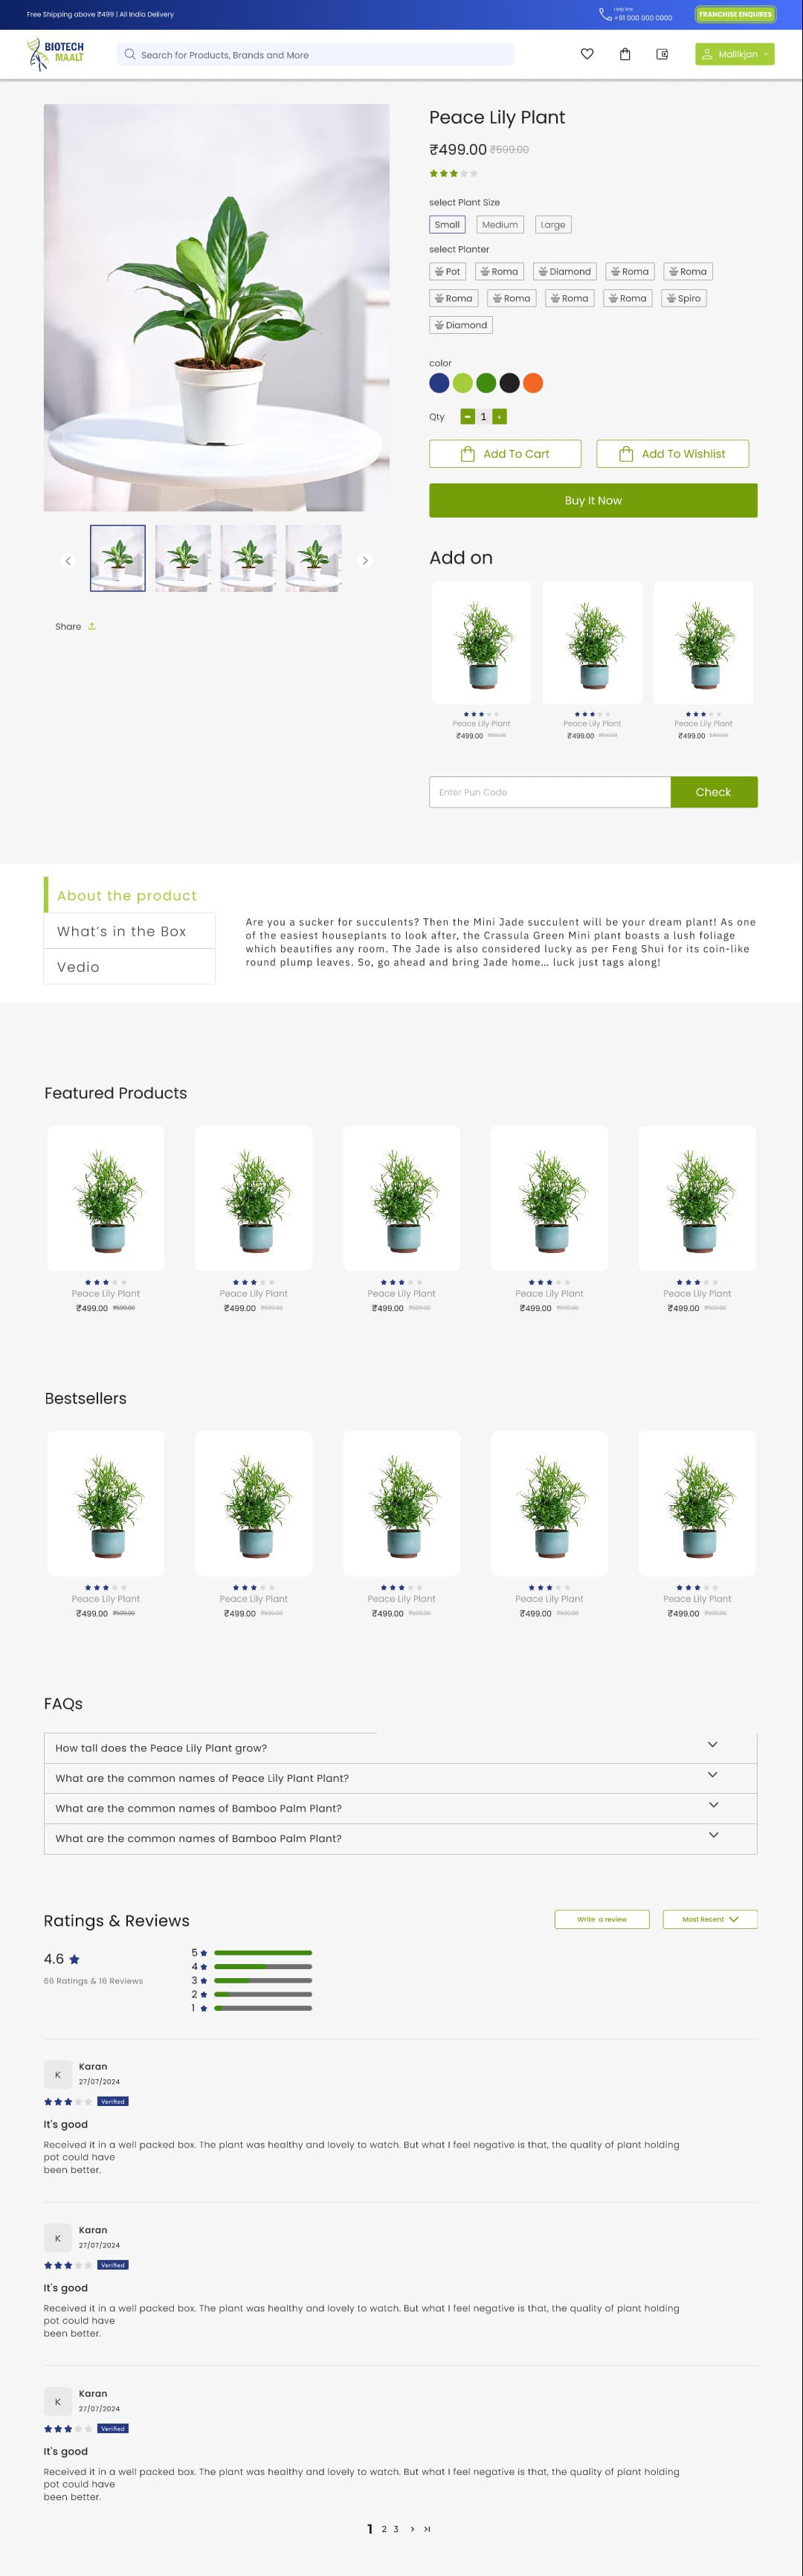 Free Shipping above ₹499 | All India Delivery
Help line
+91 000 000 0000
FRANCHISE ENQUIRES
BIOTECH
MAALT
Search for Products, Brands and More
Mallikjan
Peace Lily Plant
₹499.00 ₹599.00
select Plant Size
Small Medium Large
select Planter
Pot Roma Diamond Roma Roma
Roma Roma Roma Roma Spiro
Diamond
color
Qty - 1 +
Add To Cart Add To Wishlist
Buy It Now
Share
Add on
Peace Lily Plant Peace Lily Plant Peace Lily Plant
₹499.00 ₹599.00 ₹499.00 ₹599.00 ₹499.00 ₹599.00
Enter Pun Code Check
About the product
What's in the Box
Vedio
Are you a sucker for succulents? Then the Mini Jade succulent will be your dream plant! As one
of the easiest houseplants to look after, the Crassula Green Mini plant boasts a lush foliage
which beautifies any room. The Jade is also considered lucky as per Feng Shui for its coin-like
round plump leaves. So, go ahead and bring Jade home... luck just tags along!
Featured Products
Peace Lily Plant Peace Lily Plant Peace Lily Plant Peace Lily Plant Peace Lily Plant
₹499.00 ₹599.00 ₹499.00 ₹599.00 ₹499.00 ₹599.00 ₹499.00 ₹599.00 ₹499.00 ₹599.00
Bestsellers
Peace Lily Plant Peace Lily Plant Peace Lily Plant Peace Lily Plant Peace Lily Plant
₹499.00 ₹599.00 ₹499.00 ₹599.00 ₹499.00 ₹599.00 ₹499.00 ₹599.00 ₹499.00 ₹599.00
FAQs
How tall does the Peace Lily Plant grow?
What are the common names of Peace Lily Plant Plant?
What are the common names of Bamboo Palm Plant?
What are the common names of Bamboo Palm Plant?
Ratings & Reviews
Write a review Most Recent
4.6
66 Ratings & 16 Reviews
5
4
3
2
1
K
Karan
27/07/2024
Verified
It's good
Received it in a well packed box. The plant was healthy and lovely to watch. But what I feel negative is that, the quality of plant holding
pot could have
been better.
K
Karan
27/07/2024
Verified
It's good
Received it in a well packed box. The plant was healthy and lovely to watch. But what I feel negative is that, the quality of plant holding
pot could have
been better.
K
Karan
27/07/2024
Verified
It's good
Received it in a well packed box. The plant was healthy and lovely to watch. But what I feel negative is that, the quality of plant holding
pot could have
been better.
1 2 3 > >|